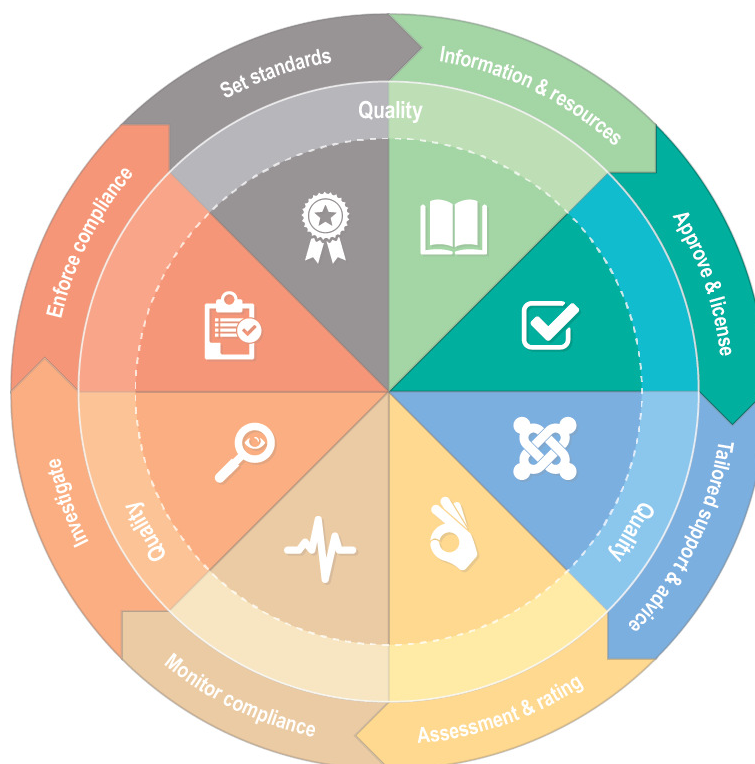 Set standards
Information & resources
Approve & license
Tailored support & advice
Assessment & rating
Monitor compliance
Investigate
Enforce compliance
Quality
Quality
Quality